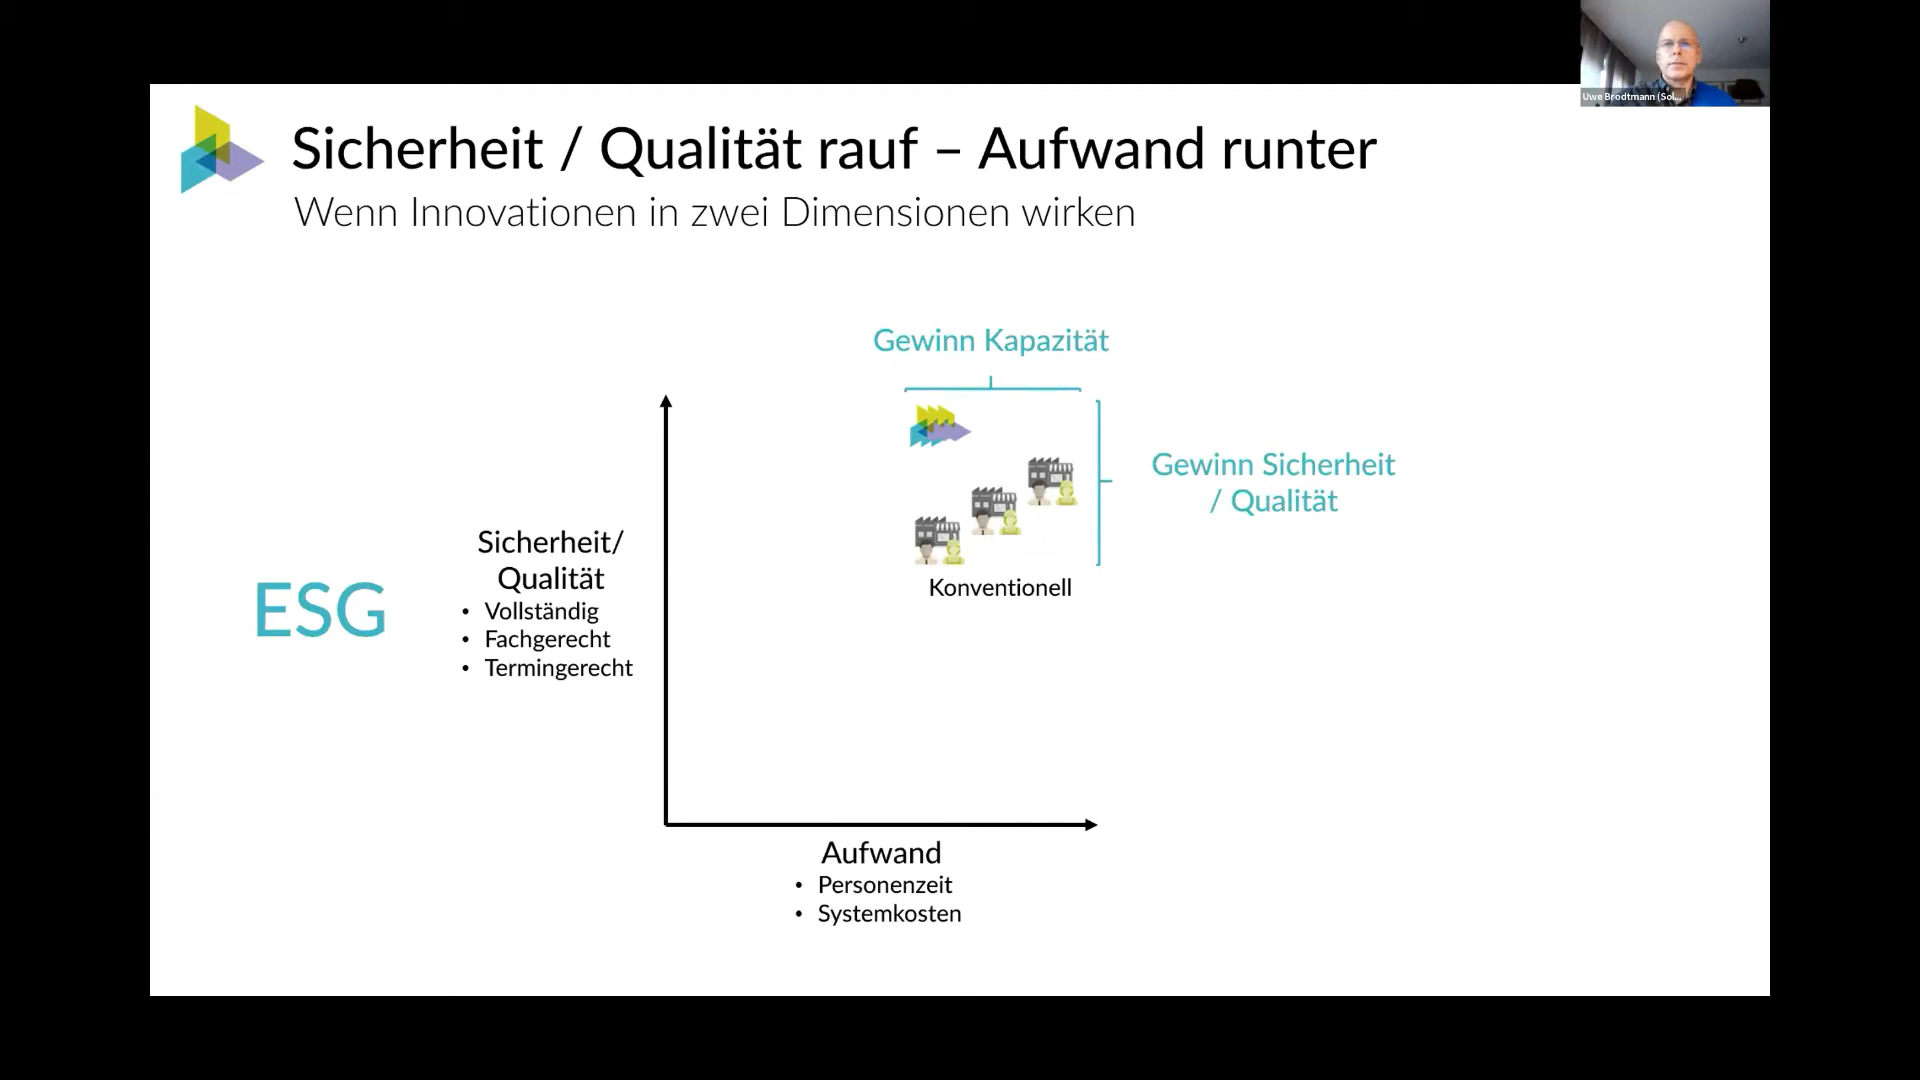 Uwe Brodtmann (Sol...
Sicherheit / Qualität rauf – Aufwand runter
Wenn Innovationen in zwei Dimensionen wirken
Gewinn Kapazität
Gewinn Sicherheit
/ Qualität
Konventionell
ESG
Sicherheit/
Qualität
• Vollständig
• Fachgerecht
• Termingerecht
Aufwand
• Personenzeit
• Systemkosten